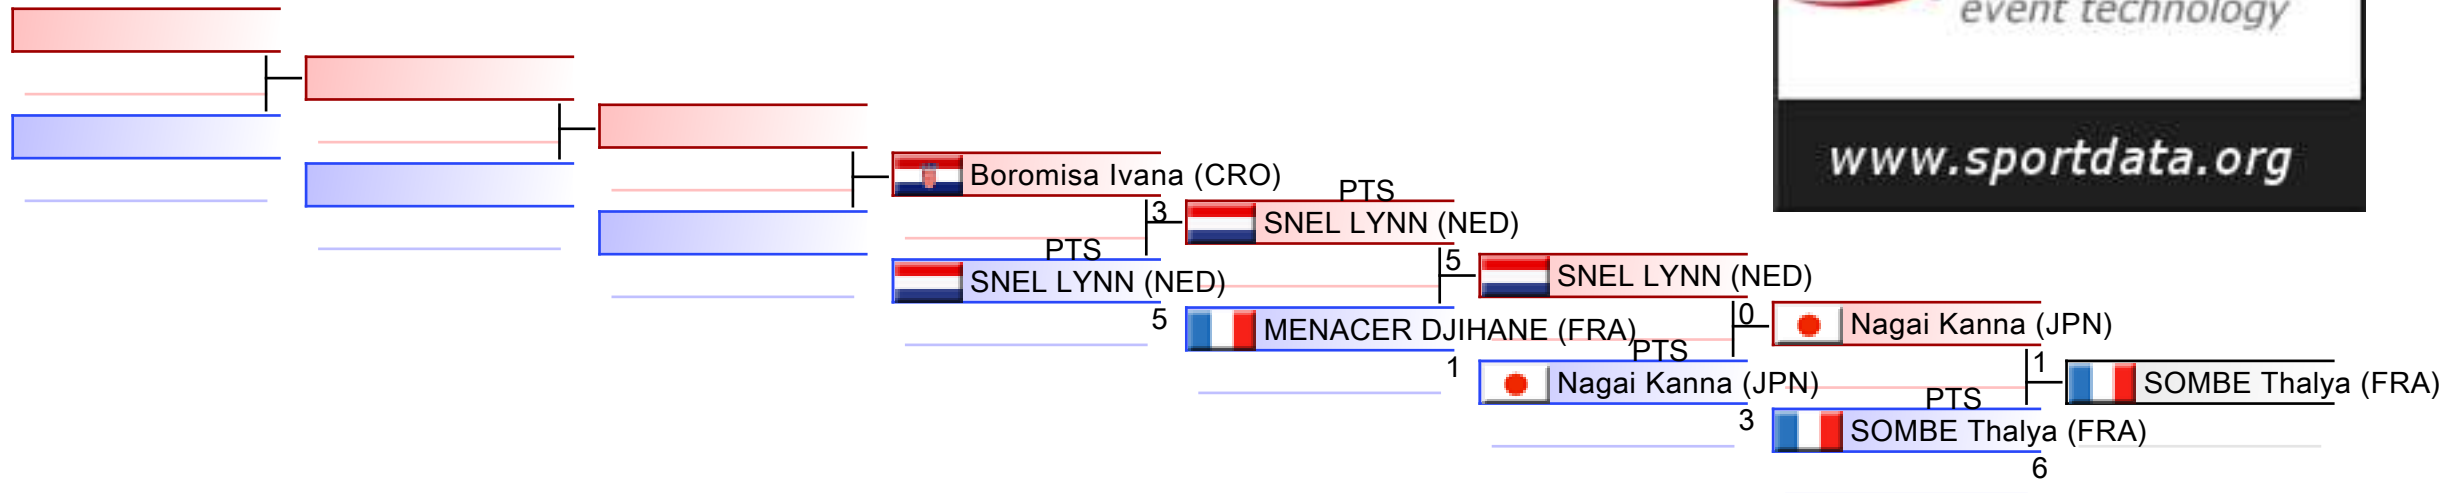 event technology
www.sportdata.org
Boromisa Ivana (CRO)
3
PTS
SNEL LYNN (NED)
5
PTS
SNEL LYNN (NED)
5
MENACER DJIHANE (FRA)
1
SNEL LYNN (NED)
0
PTS
Nagai Kanna (JPN)
3
Nagai Kanna (JPN)
1
PTS
SOMBE Thalya (FRA)
6
SOMBE Thalya (FRA)